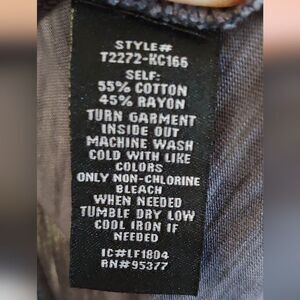 STYLE#
T2272-KC166
SELF:
55% COTTON
45% RAYON
TURN GARMENT
INSIDE OUT
MACHINE WASH
COLD WITH LIKE
COLORS
ONLY NON-CHLORINE
BLEACH
WHEN NEEDED
TUMBLE DRY LOW
COOL IRON IF
NEEDED
IC#LF1804
RN#95377